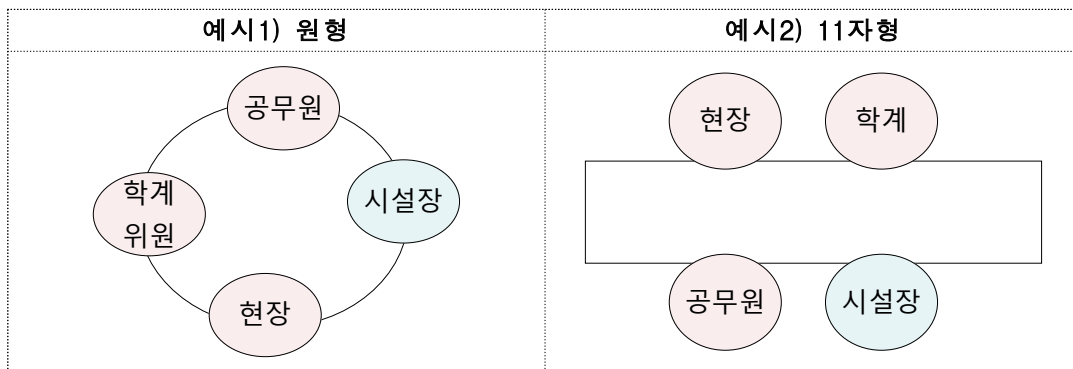 예시1) 원형
공무원
시설장
학계
위원
현장
예시2) 11자형
현장
학계
공무원
시설장